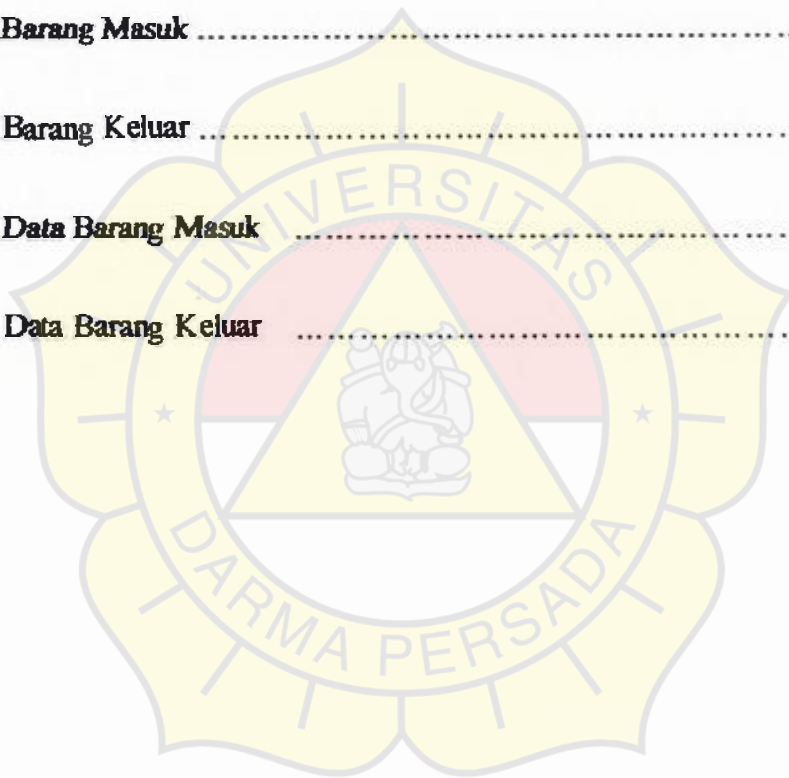 Barang Masuk ................................................................
Barang Keluar ................................................................
Data Barang Masuk ......................................................
Data Barang Keluar ......................................................
UNIVERSITAS
DARMA PERSADA